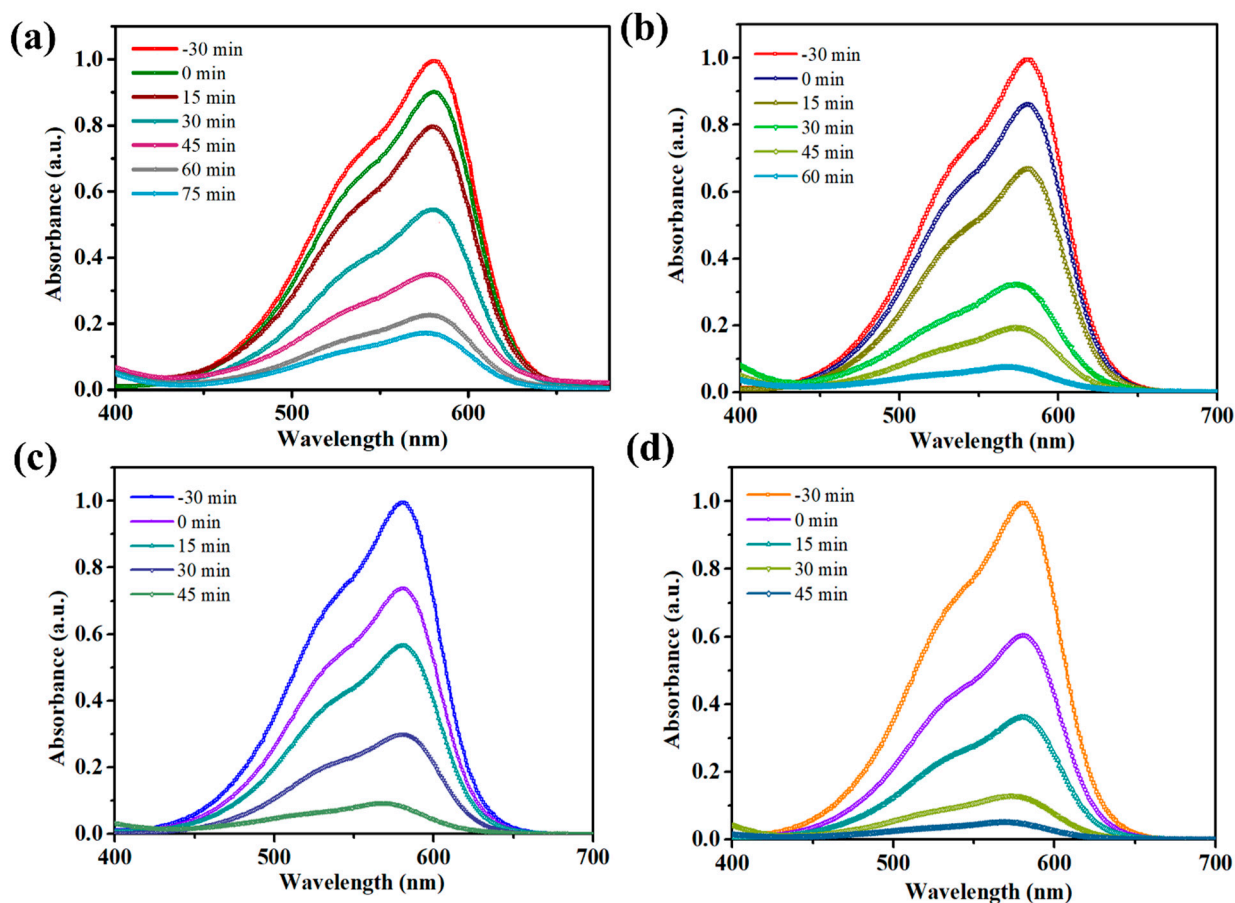 (a)
-30 min
0 min
15 min
30 min
45 min
60 min
75 min
1.0
0.8
0.6
0.4
0.2
0.0
Absorbance (a.u.)
400
500
600
Wavelength (nm)
(b)
-30 min
0 min
15 min
30 min
45 min
60 min
1.0
0.8
0.6
0.4
0.2
0.0
Absorbance (a.u.)
400
500
600
700
Wavelength (nm)
(c)
-30 min
0 min
15 min
30 min
45 min
1.0
0.8
0.6
0.4
0.2
0.0
Absorbance (a.u.)
400
500
600
700
Wavelength (nm)
(d)
-30 min
0 min
15 min
30 min
45 min
1.0
0.8
0.6
0.4
0.2
0.0
Absorbance (a.u.)
400
500
600
700
Wavelength (nm)